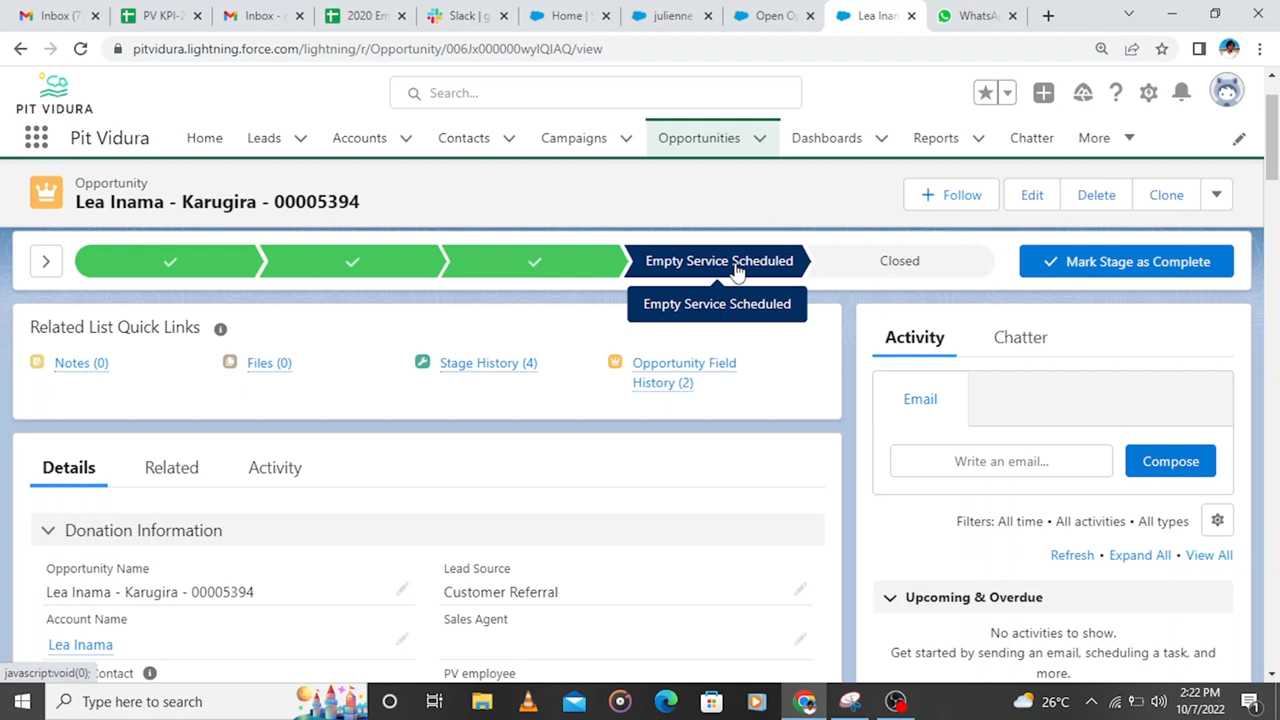 Inbox (7
PV KPI-2
Inbox - g
2020 Em
Slack | g
Home | S
julienne
Open O
Lea Inam
WhatsA
pitvidura.lightning.force.com/lightning/r/Opportunity/006Jx000000wyIQIAQ/view
PIT VIDURA
Search...
Pit Vidura
Home
Leads
Accounts
Contacts
Campaigns
Opportunities
Dashboards
Reports
Chatter
More
Opportunity
Lea Inama - Karugira - 00005394
Follow
Edit
Delete
Clone
Empty Service Scheduled
Closed
Mark Stage as Complete
Empty Service Scheduled
Related List Quick Links
Notes (0)
Files (0)
Stage History (4)
Opportunity Field
History (2)
Activity
Chatter
Email
Write an email...
Compose
Details
Related
Activity
Filters: All time • All activities • All types
Refresh • Expand All • View All
Donation Information
Opportunity Name
Lea Inama - Karugira - 00005394
Lead Source
Customer Referral
Account Name
Lea Inama
Sales Agent
Contact
PV employee
Upcoming & Overdue
No activities to show.
Get started by sending an email, scheduling a task, and
more.
javascript:void(0);
Type here to search
26°C
2:22 PM
10/7/2022
1